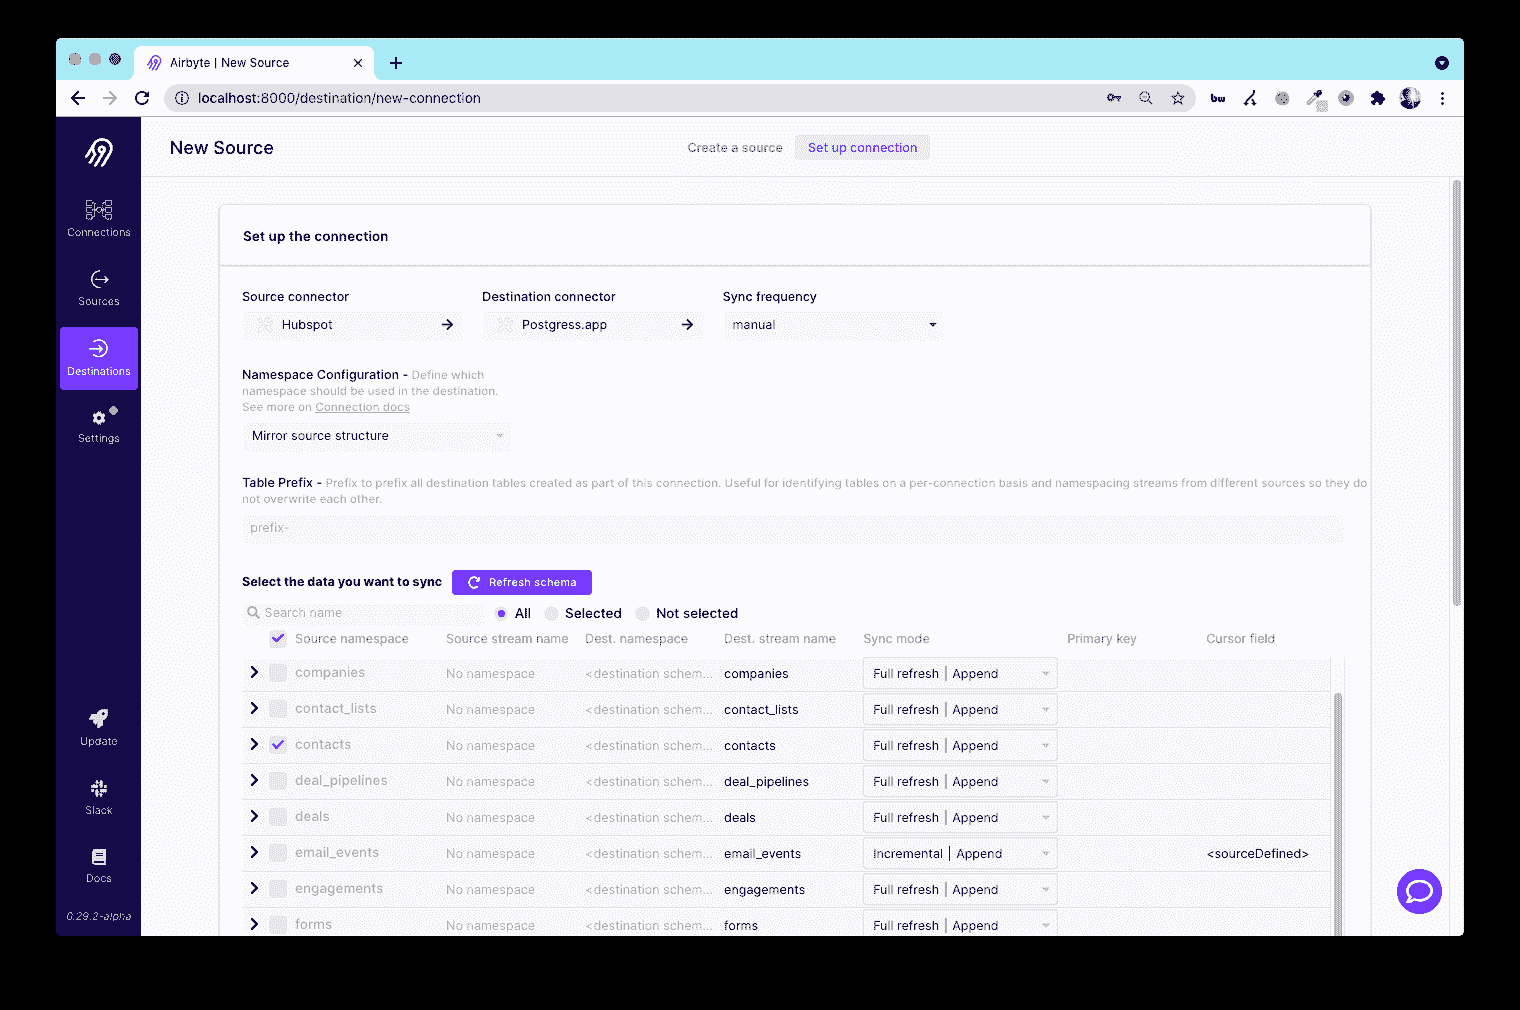 Airbyte | New Source
localhost:8000/destination/new-connection
bw
New Source
Create a source
Set up connection
Connections
Sources
Destinations
Settings
Update
Slack
Docs
0.29.2-alpha
Set up the connection
Source connector Destination connector Sync frequency
Hubspot Postgress.app manual
Namespace Configuration - Define which
namespace should be used in the destination.
See more on Connection docs
Mirror source structure
Table Prefix - Prefix to prefix all destination tables created as part of this connection. Useful for identifying tables on a per-connection basis and namespacing streams from different sources so they do
not overwrite each other.
prefix-
Select the data you want to sync Refresh schema
Search name All Selected Not selected
Source namespace Source stream name Dest. namespace Dest. stream name Sync mode Primary key Cursor field
companies No namespace <destination schem... companies Full refresh | Append
contact_lists No namespace <destination schem... contact_lists Full refresh | Append
contacts No namespace <destination schem... contacts Full refresh | Append
deal_pipelines No namespace <destination schem... deal_pipelines Full refresh | Append
deals No namespace <destination schem... deals Full refresh | Append
email_events No namespace <destination schem... email_events Incremental | Append <sourceDefined>
engagements No namespace <destination schem... engagements Full refresh | Append
forms No namespace <destination schem... forms Full refresh | Append